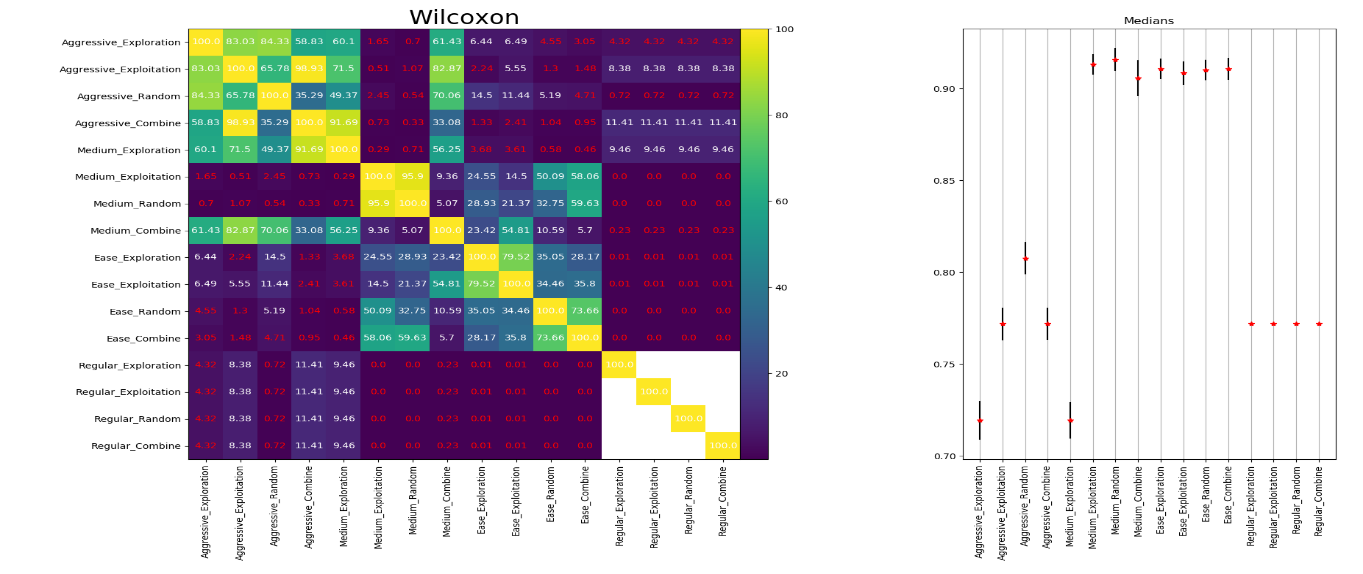 Wilcoxon
Aggressive_Exploration 100.0 83.03 84.33 58.83 60.1 1.65 0.7 61.43 6.44 6.49 4.55 3.05 4.32 4.32 4.32 4.32
Aggressive_Exploitation 83.03 100.0 65.78 98.93 71.5 0.51 1.07 82.87 2.24 5.55 1.3 1.48 8.38 8.38 8.38 8.38
Aggressive_Random 84.33 65.78 100.0 35.29 49.37 2.45 0.54 70.06 14.5 11.44 5.19 4.71 0.72 0.72 0.72 0.72
Aggressive_Combine 58.83 98.93 35.29 100.0 91.69 0.73 0.33 33.08 1.33 2.41 1.04 0.95 11.41 11.41 11.41 11.41
Medium_Exploration 60.1 71.5 49.37 91.69 100.0 0.29 0.71 56.25 3.68 3.61 0.58 0.46 9.46 9.46 9.46 9.46
Medium_Exploitation 1.65 0.51 2.45 0.73 0.29 100.0 95.9 9.36 24.55 14.5 50.09 58.06 0.0 0.0 0.0 0.0
Medium_Random 0.7 1.07 0.54 0.33 0.71 95.9 100.0 5.07 28.93 21.37 32.75 59.63 0.0 0.0 0.0 0.0
Medium_Combine 61.43 82.87 70.06 33.08 56.25 9.36 5.07 100.0 23.42 54.81 10.59 5.7 0.23 0.23 0.23 0.23
Ease_Exploration 6.44 2.24 14.5 1.33 3.68 24.55 28.93 23.42 100.0 79.52 35.05 28.17 0.01 0.01 0.01 0.01
Ease_Exploitation 6.49 5.55 11.44 2.41 3.61 14.5 21.37 54.81 79.52 100.0 34.46 35.8 0.01 0.01 0.01 0.01
Ease_Random 4.55 1.3 5.19 1.04 0.58 50.09 32.75 10.59 35.05 34.46 100.0 73.66 0.0 0.0 0.0 0.0
Ease_Combine 3.05 1.48 4.71 0.95 0.46 58.06 59.63 5.7 28.17 35.8 73.66 100.0 0.0 0.0 0.0 0.0
Regular_Exploration 4.32 8.38 0.72 11.41 9.46 0.0 0.0 0.23 0.01 0.01 0.0 0.0 100.0
Regular_Exploitation 4.32 8.38 0.72 11.41 9.46 0.0 0.0 0.23 0.01 0.01 0.0 0.0 100.0
Regular_Random 4.32 8.38 0.72 11.41 9.46 0.0 0.0 0.23 0.01 0.01 0.0 0.0 100.0
Regular_Combine 4.32 8.38 0.72 11.41 9.46 0.0 0.0 0.23 0.01 0.01 0.0 0.0 100.0
Aggressive_Exploration
Aggressive_Exploitation
Aggressive_Random
Aggressive_Combine
Medium_Exploration
Medium_Exploitation
Medium_Random
Medium_Combine
Ease_Exploration
Ease_Exploitation
Ease_Random
Ease_Combine
Regular_Exploration
Regular_Exploitation
Regular_Random
Regular_Combine
100
80
60
40
20
Medians
0.90
0.85
0.80
0.75
0.70
Aggressive_Exploration
Aggressive_Exploitation
Aggressive_Random
Aggressive_Combine
Medium_Exploration
Medium_Exploitation
Medium_Random
Medium_Combine
Ease_Exploration
Ease_Exploitation
Ease_Random
Ease_Combine
Regular_Exploration
Regular_Exploitation
Regular_Random
Regular_Combine